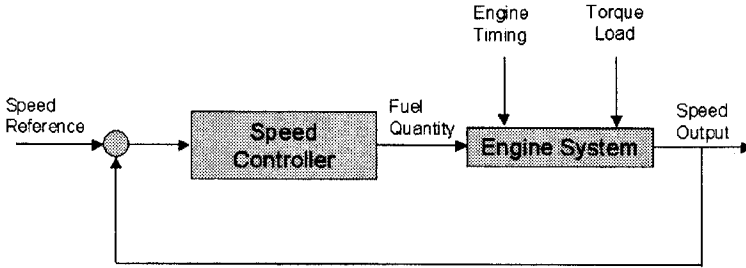 Engine
Timing
Torque
Load
Speed
Reference
Speed
Controller
Fuel
Quantity
Engine System
Speed
Output